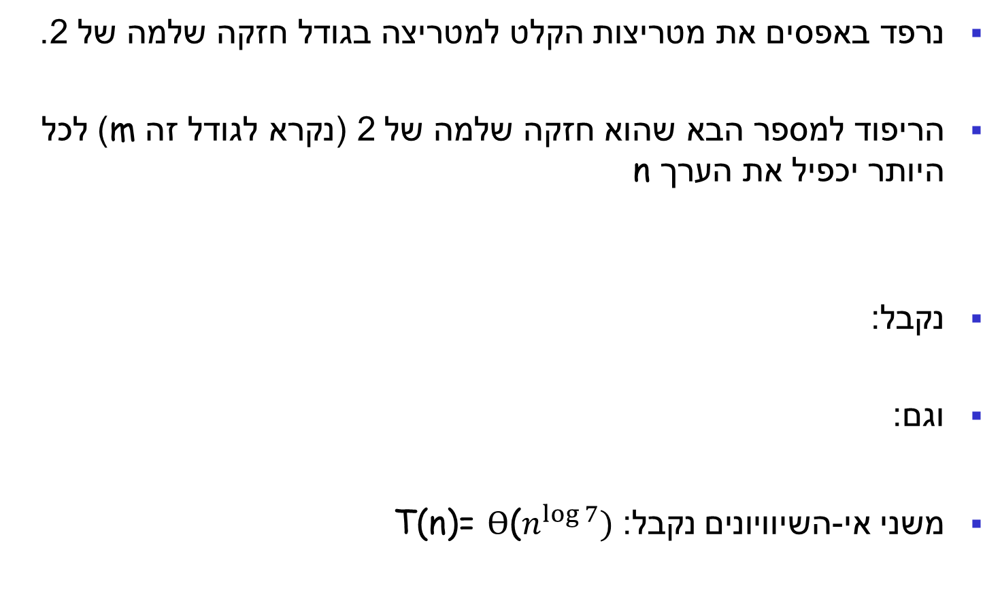 ▪ נרפד באפסים את מטריצות הקלט למטריצה בגודל חזקה שלמה של 2.
▪ הריפוד למספר הבא שהוא חזקה שלמה של 2 (נקרא לגודל זה m) לכל
היותר יכפיל את הערך n
▪ נקבל:
▪ וגם:
▪ משני אי-השיוויונים נקבל: T(n)= Θ(n^{log 7})